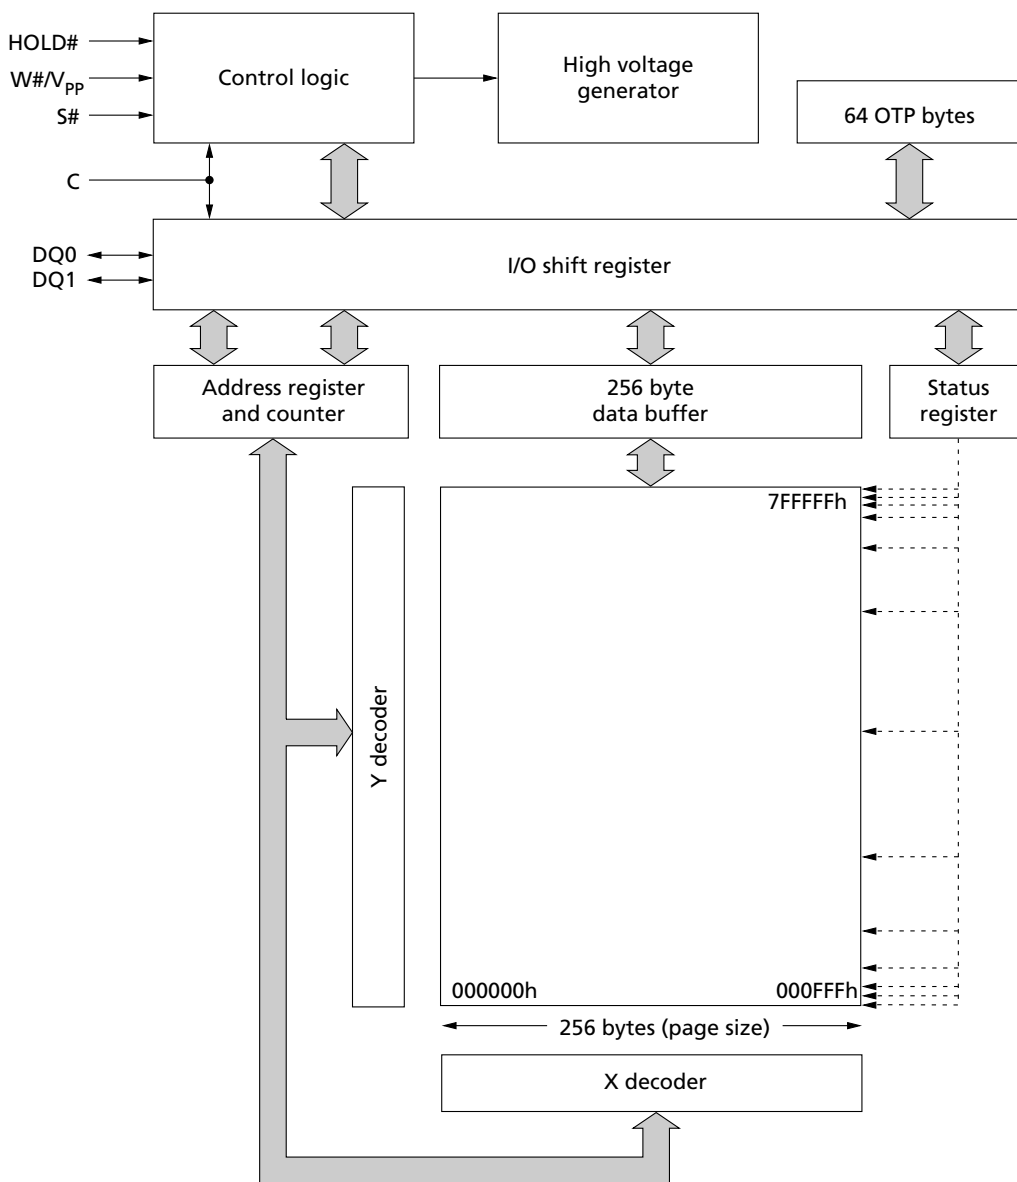 HOLD#
W#/VPP
S#
Control logic
High voltage
generator
64 OTP bytes
C
DQ0
DQ1
I/O shift register
Address register
and counter
256 byte
data buffer
Status
register
7FFFFFh
Y decoder
000000h
000FFFh
256 bytes (page size)
X decoder